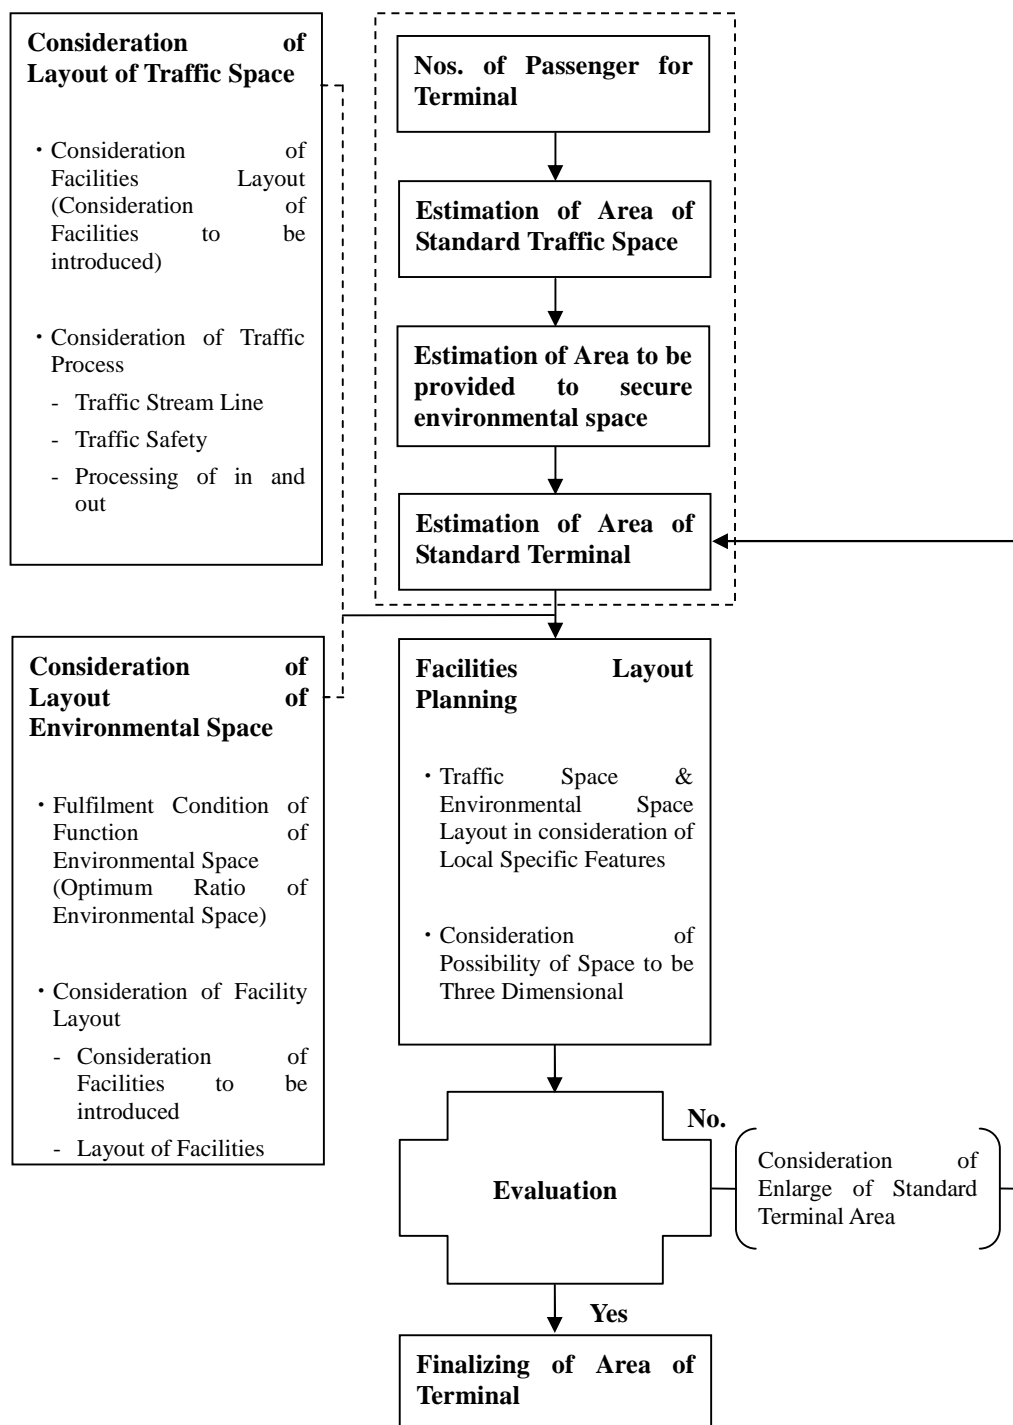 Consideration of
Layout of Traffic Space
・Consideration of
Facilities Layout
(Consideration of
Facilities to be
introduced)
・Consideration of Traffic
Process
- Traffic Stream Line
- Traffic Safety
- Processing of in and
out
Nos. of Passenger for
Terminal
Estimation of Area of
Standard Traffic Space
Estimation of Area to be
provided to secure
environmental space
Estimation of Area of
Standard Terminal
Consideration of
Layout of
Environmental Space
・Fulfilment Condition of
Function of
Environmental Space
(Optimum Ratio of
Environmental Space)
・Consideration of Facility
Layout
- Consideration of
Facilities to be
introduced
- Layout of Facilities
Facilities Layout
Planning
・Traffic Space &
Environmental Space
Layout in consideration of
Local Specific Features
・Consideration of
Possibility of Space to be
Three Dimensional
Evaluation
No.
Consideration of
Enlarge of Standard
Terminal Area
Yes
Finalizing of Area of
Terminal